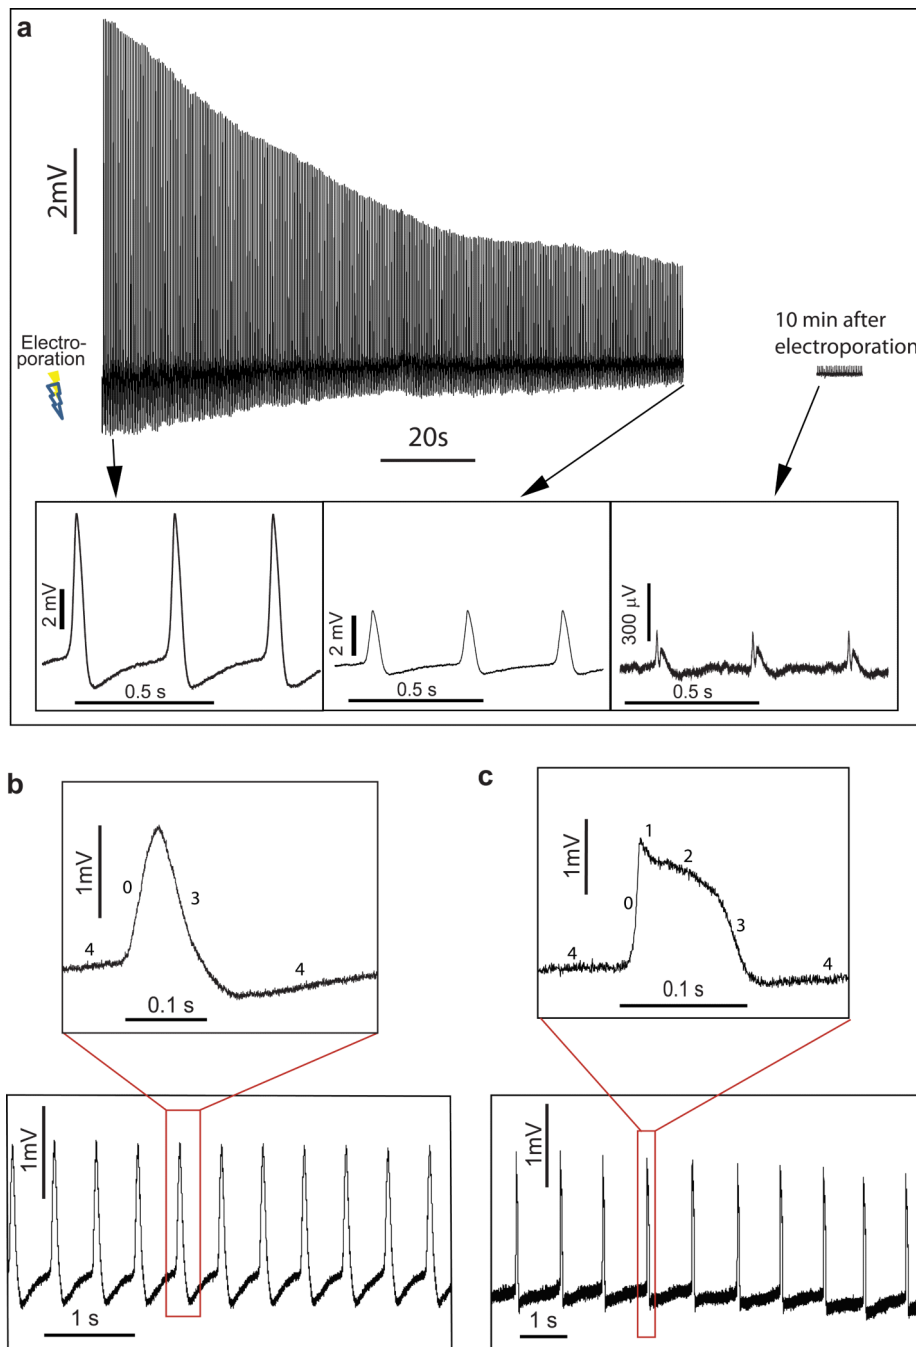 a
2mV
Electro-
poration
10 min after
electroporation
20s
2 mV
0.5 s
2 mV
0.5 s
300 µV
0.5 s
b
1mV
0
3
4
4
0.1 s
1mV
1 s
c
1mV
1
2
0
3
4
4
0.1 s
1mV
1 s